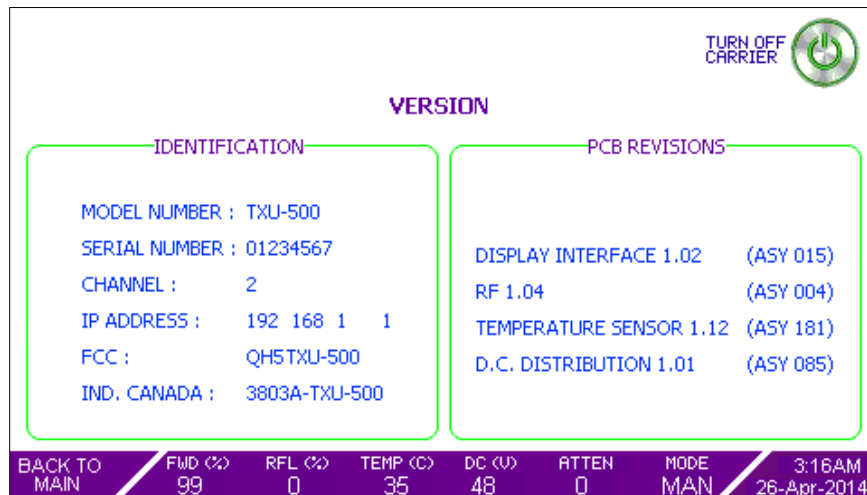 TURN OFF
CARRIER
VERSION
IDENTIFICATION
MODEL NUMBER : TXU-500
SERIAL NUMBER : 01234567
CHANNEL : 2
IP ADDRESS : 192 168 1 1
FCC : QH5TXU-500
IND. CANADA : 3803A-TXU-500
PCB REVISIONS
DISPLAY INTERFACE 1.02 (ASY 015)
RF 1.04 (ASY 004)
TEMPERATURE SENSOR 1.12 (ASY 181)
D.C. DISTRIBUTION 1.01 (ASY 085)
BACK TO
MAIN
FWD (%) RFL (%) TEMP (C) DC (V) ATTEN MODE
99 0 35 48 0 MAN
3:16AM
26-Apr-2014